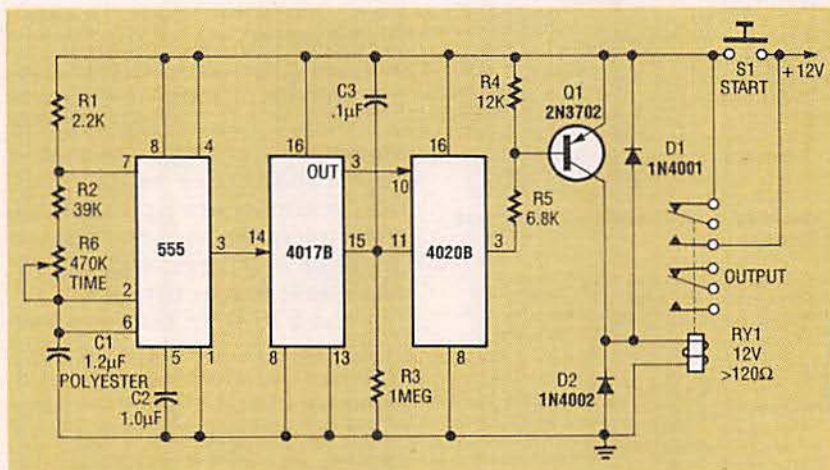 R1
2.2K
R2
39K
R6
470K
TIME
C1
1.2µF
POLYESTER
7
2
6
8
4
555
3
5
1
C2
1.0µF
14
16
OUT
3
4017B
15
8
13
C3
.1µF
R3
1MEG
10
11
16
4020B
3
8
R4
12K
R5
6.8K
Q1
2N3702
D1
1N4001
D2
1N4002
S1
START
+12V
OUTPUT
RY1
12V
>120Ω